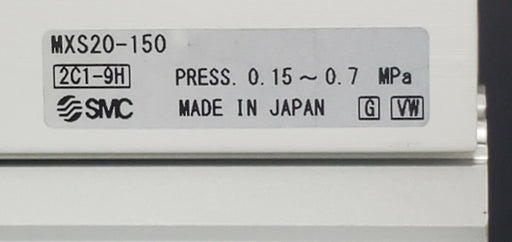 MXS20-150
2C1-9H PRESS. 0.15～0.7 MPa
SMC MADE IN JAPAN G VW